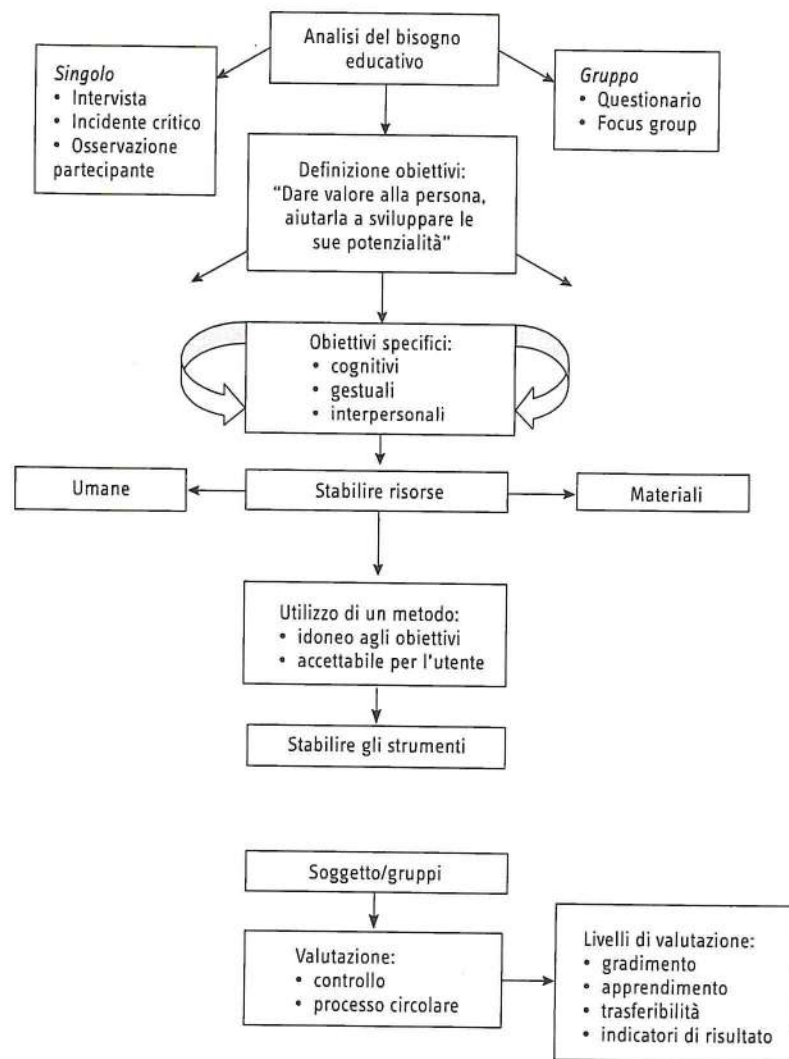 Analisi del bisogno
educativo
Singolo
• Intervista
• Incidente critico
• Osservazione
partecipante
Gruppo
• Questionario
• Focus group
Definizione obiettivi:
“Dare valore alla persona,
aiutarla a sviluppare le
sue potenzialità”
Obiettivi specifici:
• cognitivi
• gestuali
• interpersonali
Umane
Stabilire risorse
Materiali
Utilizzo di un metodo:
• idoneo agli obiettivi
• accettabile per l'utente
Stabilire gli strumenti
Soggetto/gruppi
Valutazione:
• controllo
• processo circolare
Livelli di valutazione:
• gradimento
• apprendimento
• trasferibilità
• indicatori di risultato